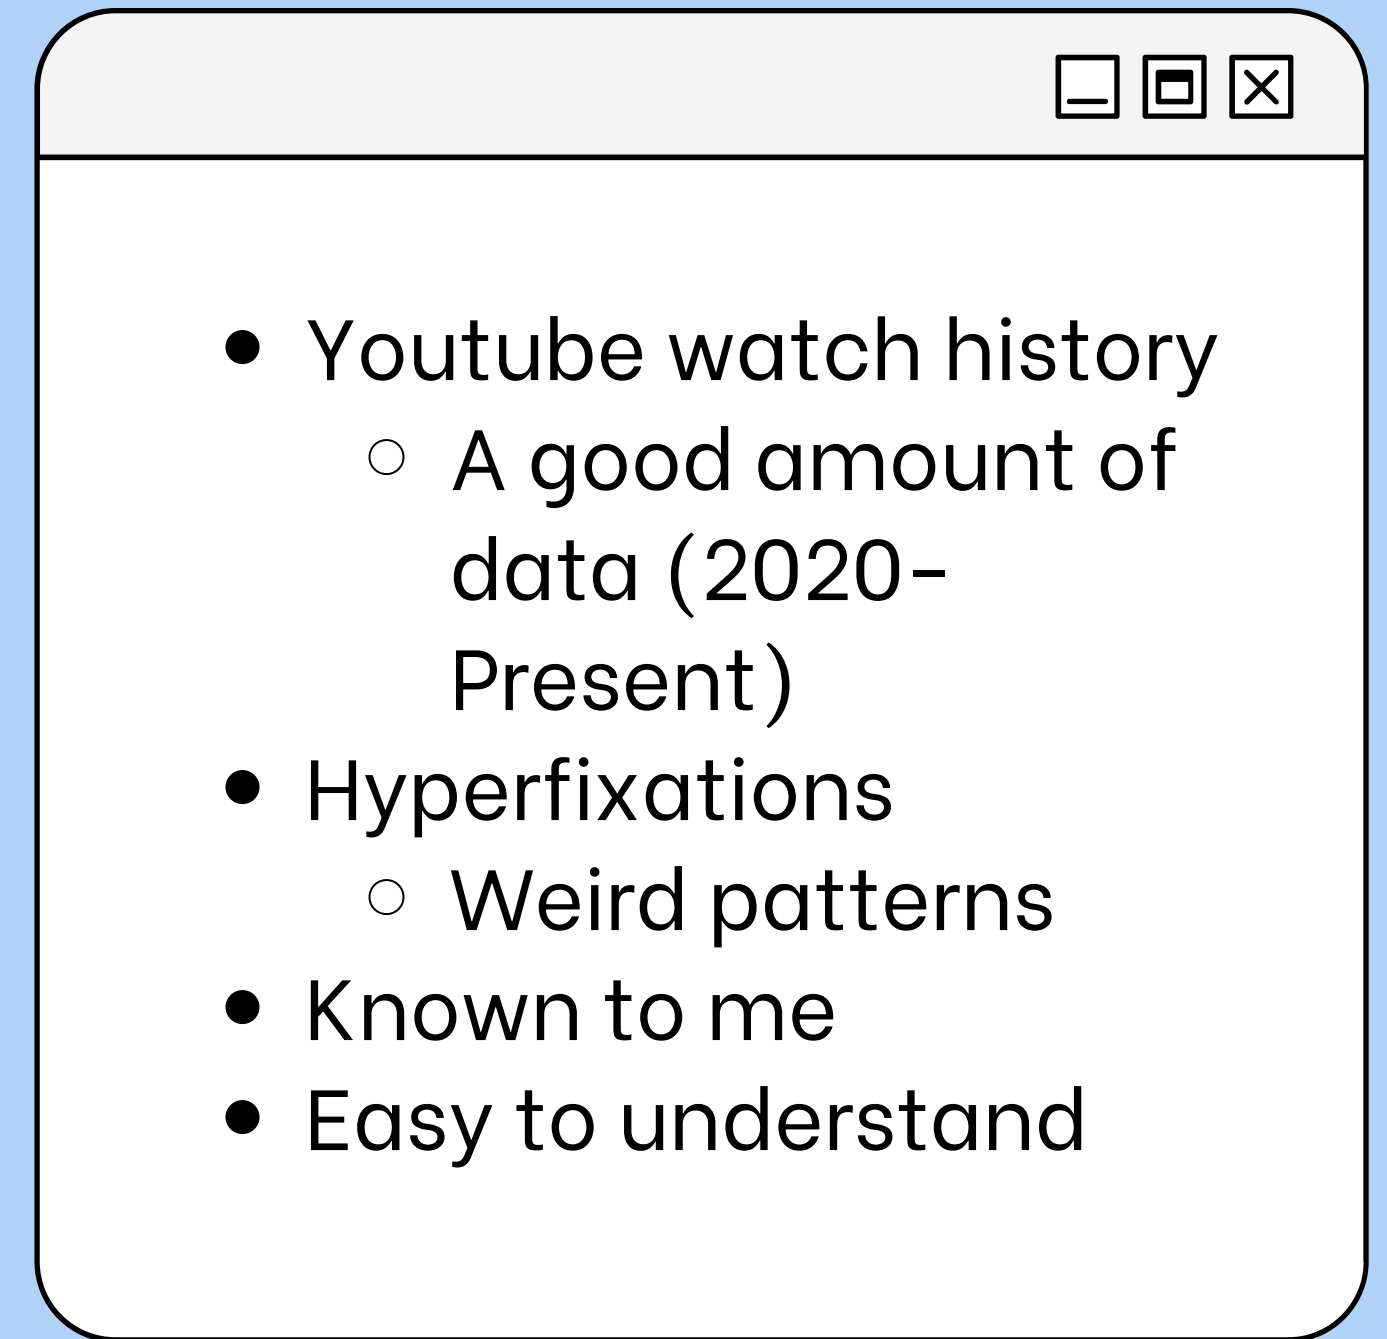 Youtube watch history
A good amount of
data (2020-
Present)
Hyperfixations
Weird patterns
Known to me
Easy to understand